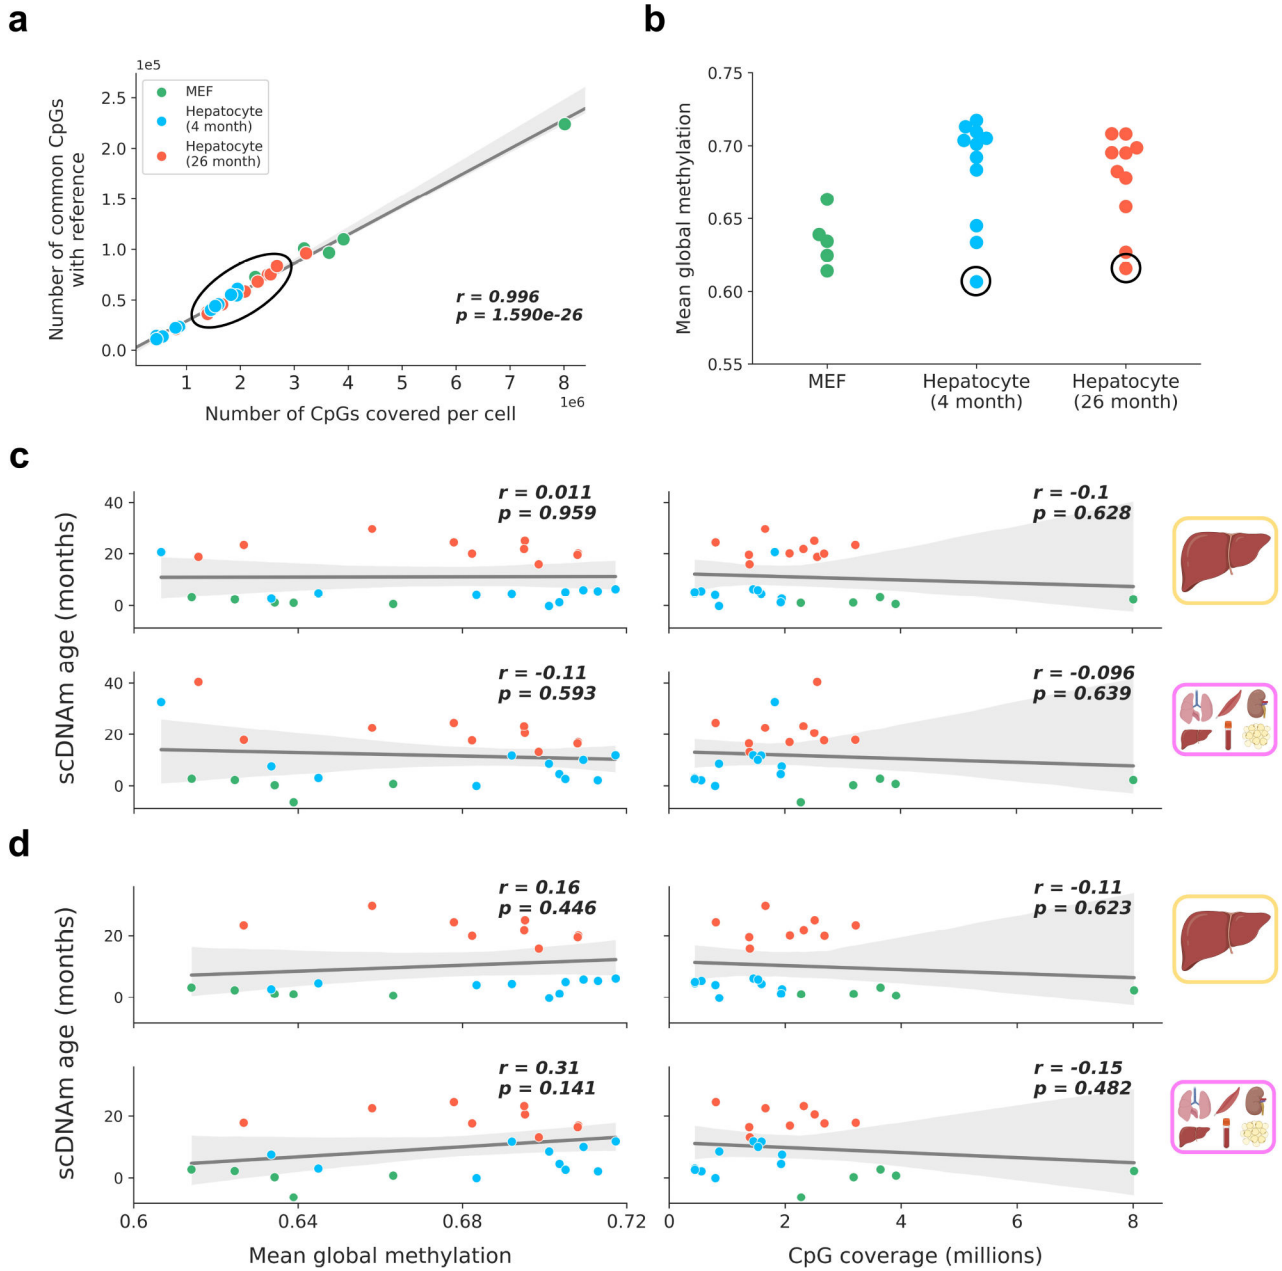 a
1e5
Number of common CpGs
with reference
2.5
2.0
1.5
1.0
0.5
0.0
MEF
Hepatocyte
(4 month)
Hepatocyte
(26 month)
r = 0.996
p = 1.590e-26
1
2
3
4
5
6
7
8
1e6
Number of CpGs covered per cell
b
Mean global methylation
0.75
0.70
0.65
0.60
0.55
MEF
Hepatocyte
(4 month)
Hepatocyte
(26 month)
c
scDNAm age (months)
40
20
0
r = 0.011
p = 0.959
r = -0.1
p = 0.628
40
20
0
r = -0.11
p = 0.593
r = -0.096
p = 0.639
d
scDNAm age (months)
20
0
r = 0.16
p = 0.446
r = -0.11
p = 0.623
20
0
r = 0.31
p = 0.141
r = -0.15
p = 0.482
0.6
0.64
0.68
0.72
Mean global methylation
0
2
4
6
8
CpG coverage (millions)